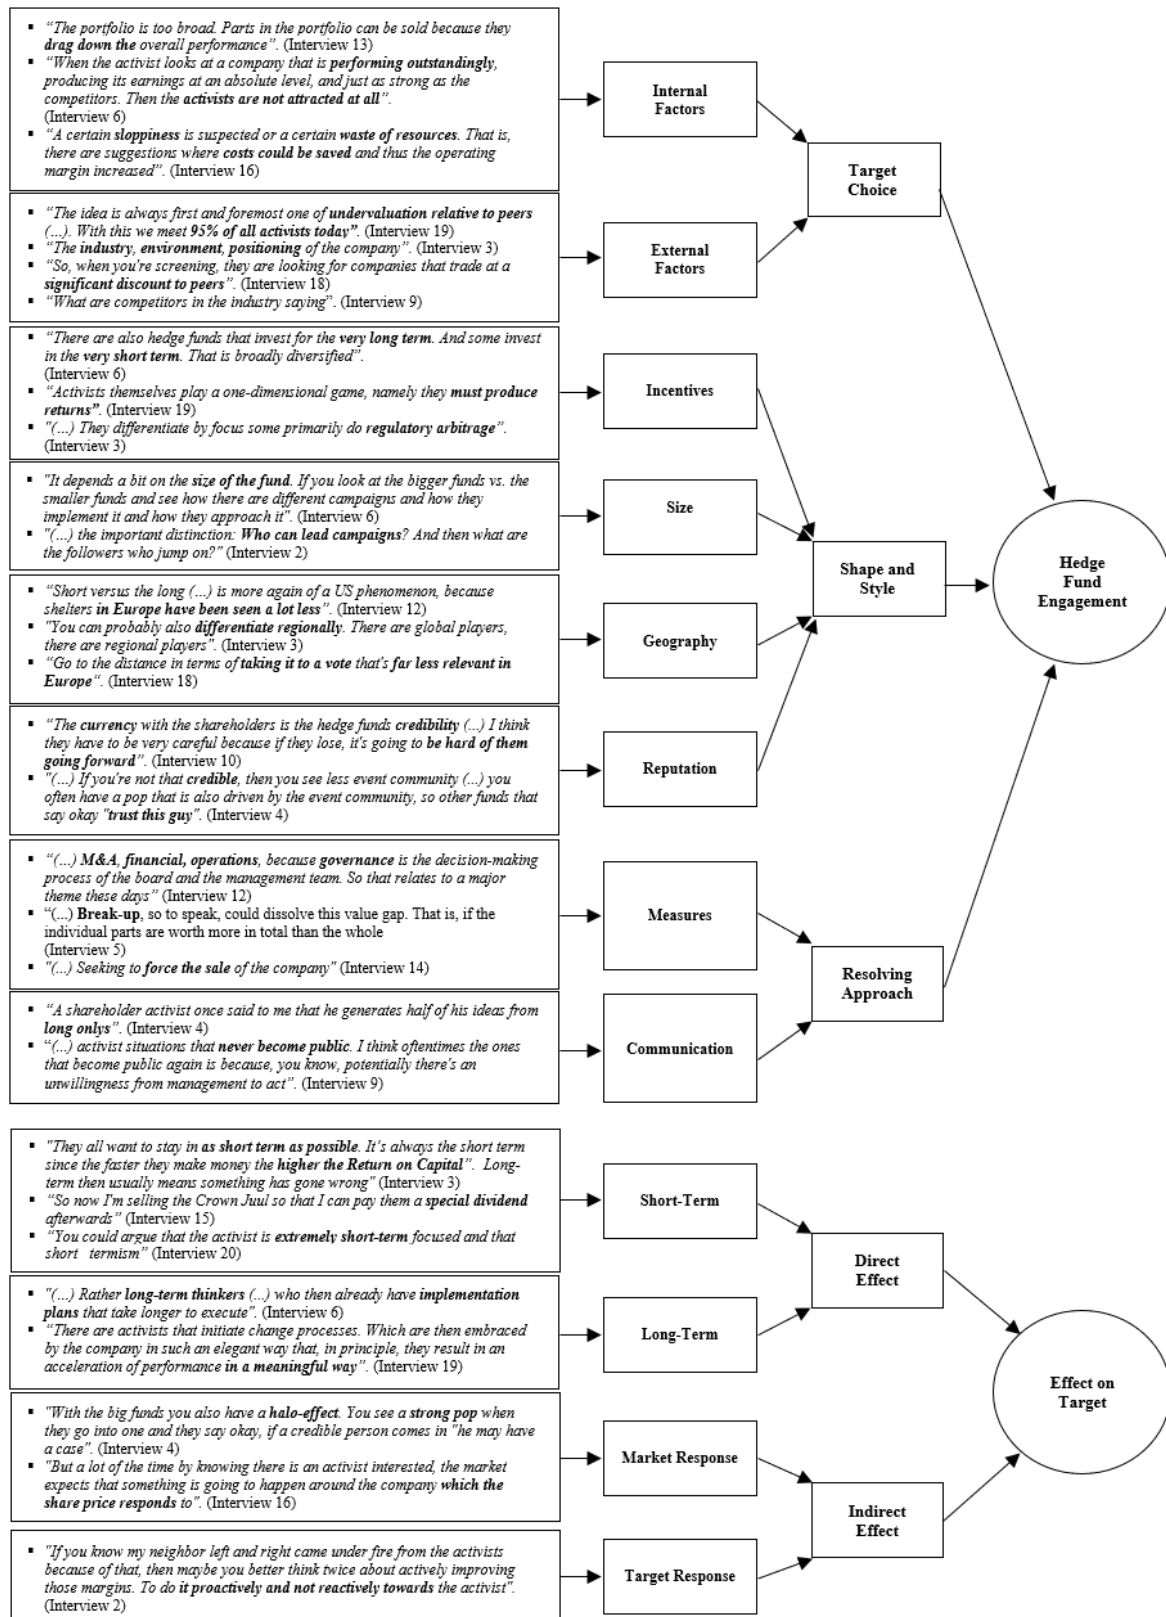 ▪ “The portfolio is too broad. Parts in the portfolio can be sold because they
drag down the overall performance”. (Interview 13)
▪ “When the activist looks at a company that is performing outstandingly,
producing its earnings at an absolute level, and just as strong as the
competitors. Then the activists are not attracted at all”.
(Interview 6)
▪ “A certain sloppiness is suspected or a certain waste of resources. That is,
there are suggestions where costs could be saved and thus the operating
margin increased”. (Interview 16)
Internal
Factors
▪ “The idea is always first and foremost one of undervaluation relative to peers
(…). With this we meet 95% of all activists today”. (Interview 19)
▪ “The industry, environment, positioning of the company”. (Interview 3)
▪ “So, when you're screening, they are looking for companies that trade at a
significant discount to peers”. (Interview 18)
▪ “What are competitors in the industry saying”. (Interview 9)
External
Factors
Target
Choice
▪ “There are also hedge funds that invest for the very long term. And some invest
in the very short term. That is broadly diversified”.
(Interview 6)
▪ “Activists themselves play a one-dimensional game, namely they must produce
returns”. (Interview 19)
▪ "(…) They differentiate by focus some primarily do regulatory arbitrage”.
(Interview 3)
Incentives
▪ "It depends a bit on the size of the fund. If you look at the bigger funds vs. the
smaller funds and see how there are different campaigns and how they
implement it and how they approach it". (Interview 6)
▪ "(…) the important distinction: Who can lead campaigns? And then what are
the followers who jump on?" (Interview 2)
Size
▪ “Short versus the long (…) is more again of a US phenomenon, because
shelters in Europe have been seen a lot less”. (Interview 12)
▪ "You can probably also differentiate regionally. There are global players,
there are regional players". (Interview 3)
▪ “Go to the distance in terms of taking it to a vote that's far less relevant in
Europe“. (Interview 18)
Geography
▪ “The currency with the shareholders is the hedge funds credibility (…) I think
they have to be very careful because if they lose, it's going to be hard of them
going forward”. (Interview 10)
▪ “(…) If you're not that credible, then you see less event community (…) you
often have a pop that is also driven by the event community, so other funds that
say okay "trust this guy". (Interview 4)
Reputation
Shape and
Style
▪ “(…) M&A, financial, operations, because governance is the decision-making
process of the board and the management team. So that relates to a major
theme these days” (Interview 12)
▪ “(…) Break-up, so to speak, could dissolve this value gap. That is, if the
individual parts are worth more in total than the whole
(Interview 5)
▪ "(…) Seeking to force the sale of the company" (Interview 14)
Measures
▪ “A shareholder activist once said to me that he generates half of his ideas from
long onlys”. (Interview 4)
▪ “(…) activist situations that never become public. I think oftentimes the ones
that become public again is because, you know, potentially there's an
unwillingness from management to act”. (Interview 9)
Communication
Resolving
Approach
Hedge
Fund
Engagement
▪ "They all want to stay in as short term as possible. It’s always the short term
since the faster they make money the higher the Return on Capital”. Long-
term then usually means something has gone wrong" (Interview 3)
▪ "So now I'm selling the Crown Juul so that I can pay them a special dividend
afterwards” (Interview 15)
▪ “You could argue that the activist is extremely short-term focused and that
short termism” (Interview 20)
Short-Term
▪ "(…) Rather long-term thinkers (…) who then already have implementation
plans that take longer to execute". (Interview 6)
▪ "There are activists that initiate change processes. Which are then embraced
by the company in such an elegant way that, in principle, they result in an
acceleration of performance in a meaningful way”. (Interview 19)
Long-Term
Direct
Effect
▪ "With the big funds you also have a halo-effect. You see a strong pop when
they go into one and they say okay, if a credible person comes in "he may have
a case". (Interview 4)
▪ "But a lot of the time by knowing there is an activist interested, the market
expects that something is going to happen around the company which the
share price responds to". (Interview 16)
Market Response
▪ "If you know my neighbor left and right came under fire from the activists
because of that, then maybe you better think twice about actively improving
those margins. To do it proactively and not reactively towards the activist".
(Interview 2)
Target Response
Indirect
Effect
Effect on
Target